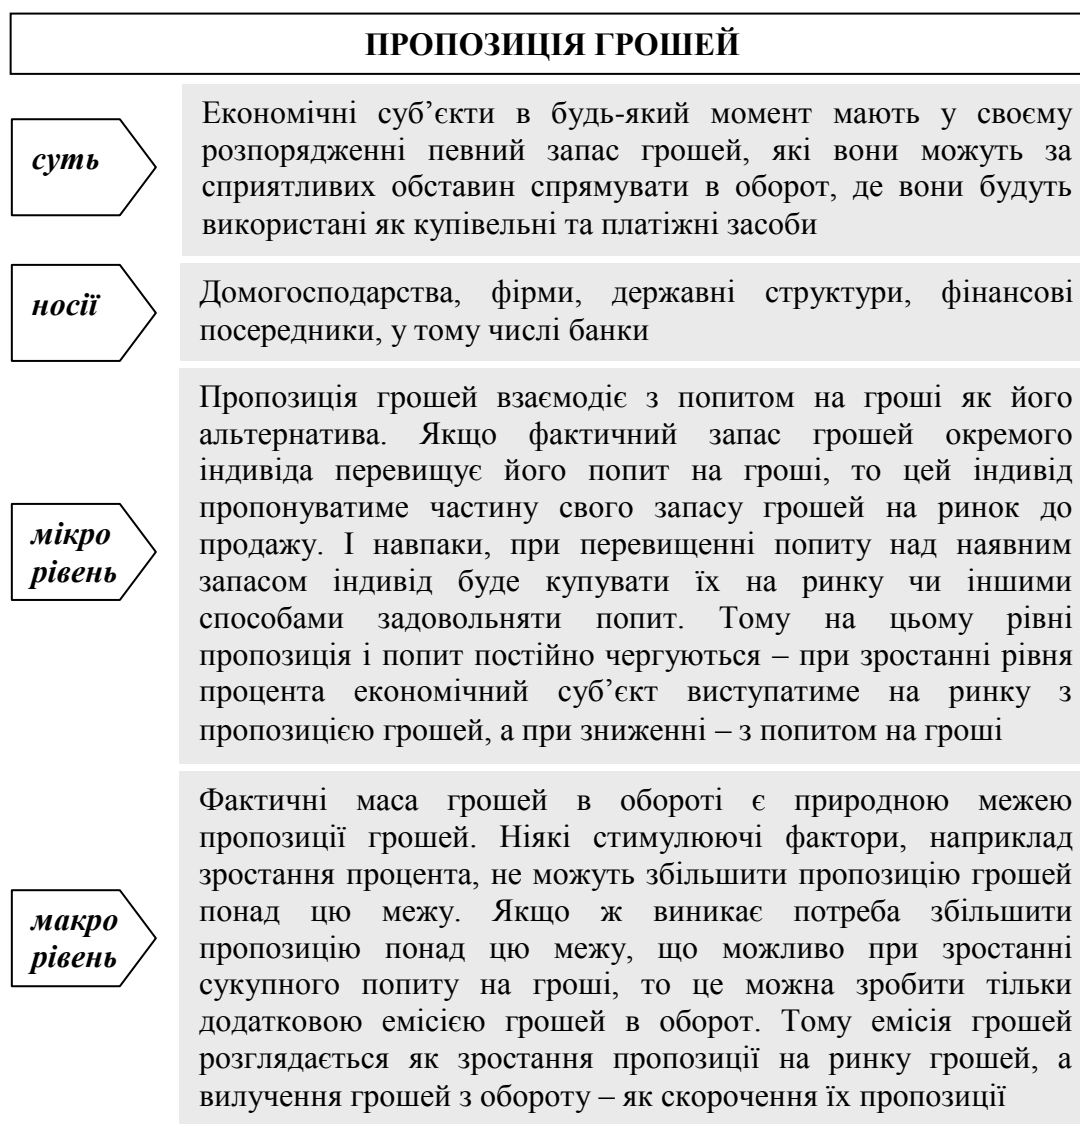 ПРОПОЗИЦІЯ ГРОШЕЙ
суть
Економічні суб’єкти в будь-який момент мають у своєму
розпорядженні певний запас грошей, які вони можуть за
сприятливих обставин спрямувати в оборот, де вони будуть
використані як купівельні та платіжні засоби
носії
Домогосподарства, фірми, державні структури, фінансові
посередники, у тому числі банки
мікро
рівень
Пропозиція грошей взаємодіє з попитом на гроші як його
альтернатива. Якщо фактичний запас грошей окремого
індивіда перевищує його попит на гроші, то цей індивід
пропонуватиме частину свого запасу грошей на ринок до
продажу. І навпаки, при перевищенні попиту над наявним
запасом індивід буде купувати їх на ринку чи іншими
способами задовольняти попит. Тому на цьому рівні
пропозиція і попит постійно чергуються – при зростанні рівня
процента економічний суб’єкт виступатиме на ринку з
пропозицією грошей, а при зниженні – з попитом на гроші
макро
рівень
Фактичні маса грошей в обороті є природною межею
пропозиції грошей. Ніякі стимулюючі фактори, наприклад
зростання процента, не можуть збільшити пропозицію грошей
понад цю межу. Якщо ж виникає потреба збільшити
пропозицію понад цю межу, що можливо при зростанні
сукупного попиту на гроші, то це можна зробити тільки
додатковою емісією грошей в оборот. Тому емісія грошей
розглядається як зростання пропозиції на ринку грошей, а
вилучення грошей з обороту – як скорочення їх пропозиції